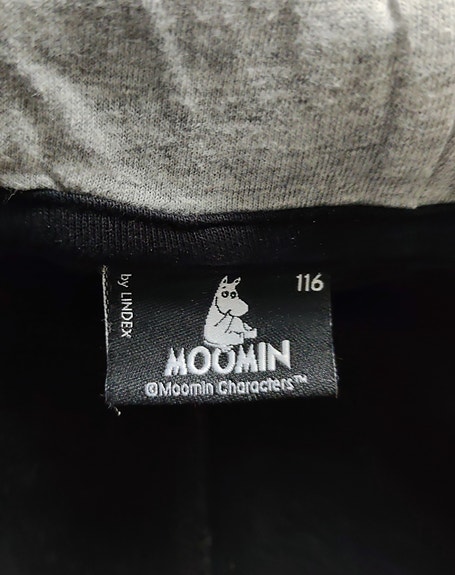 by LINDEX
116
MOOMIN
©Moomin Characters™